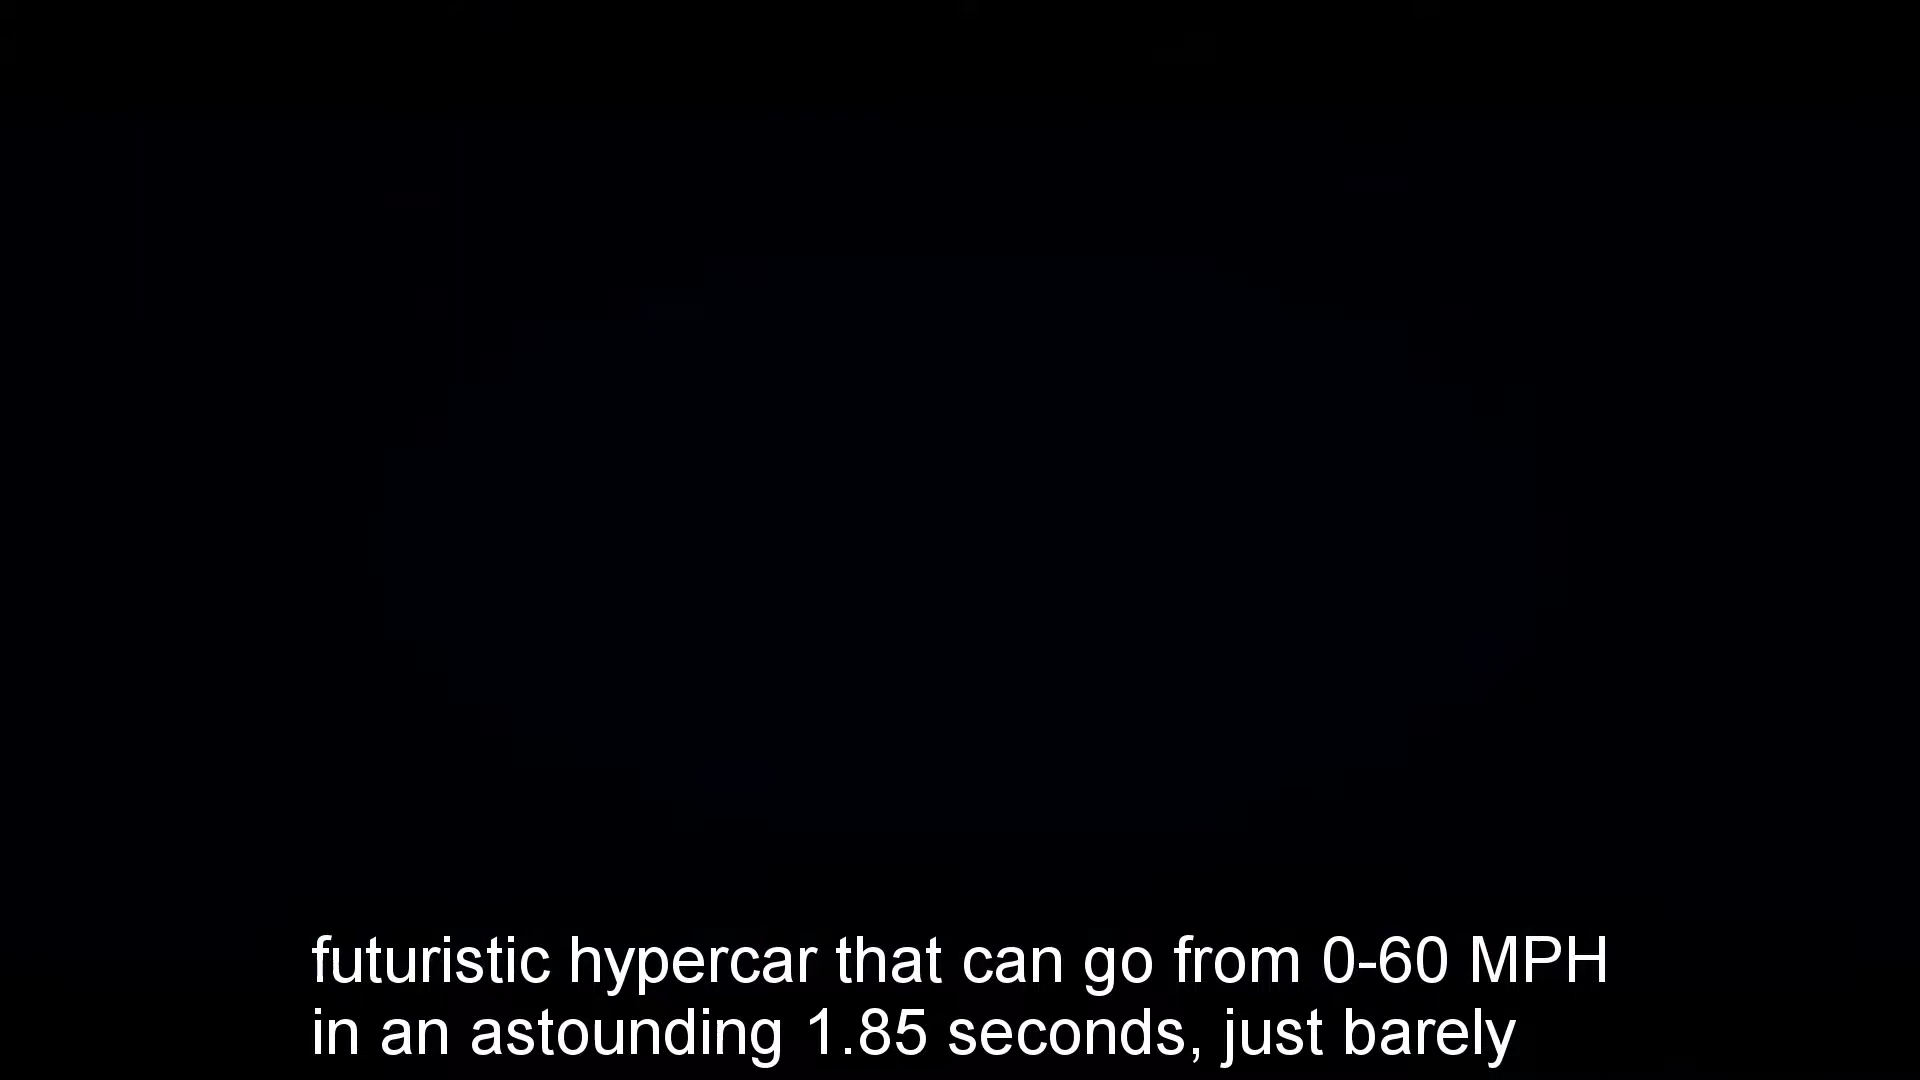 futuristic hypercar that can go from 0-60 MPH
in an astounding 1.85 seconds, just barely